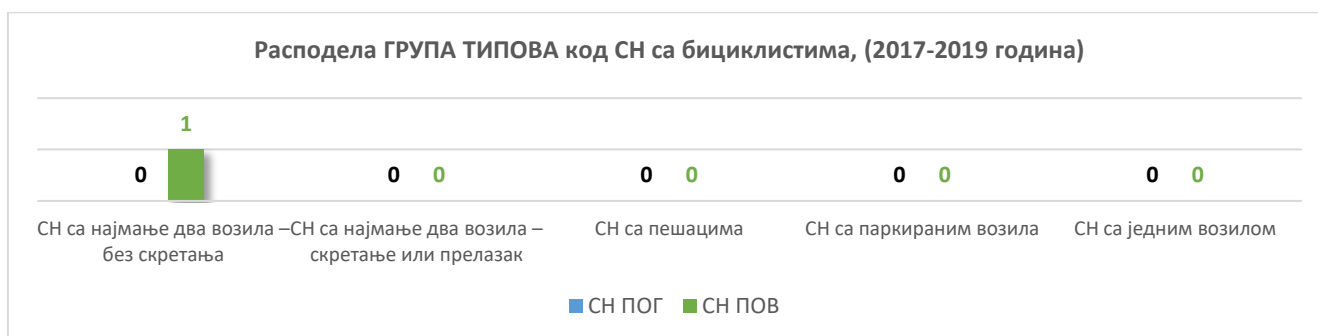 Расподела ГРУПА ТИПОВА код СН са бициклистима, (2017-2019 година)
1
0
0 0
0 0
0 0
0 0
СН са најмање два возила –
без скретања
СН са најмање два возила –
скретање или прелазак
СН са пешацима
СН са паркираним возила
СН са једним возилом
СН ПОГ СН ПОВ